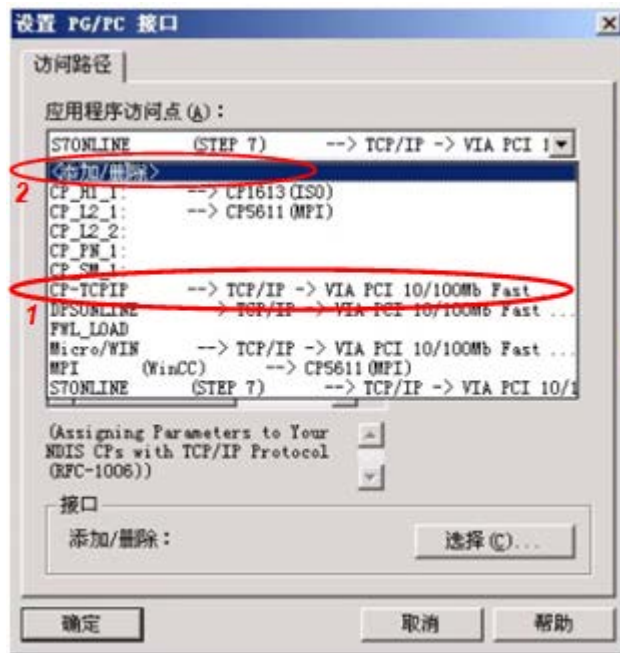 设置 PG/PC 接口
访问路径
应用程序访问点(A):
S7ONLINE (STEP 7) --> TCP/IP -> VIA PCI 1
<添加/删除>
2
CP_H1_1: --> CP1613(ISO)
CP_L2_1: --> CP5611(MPI)
CP_L2_2:
CP_PN_1:
CP_SM_1:
CP-TCPIP --> TCP/IP -> VIA PCI 10/100Mb Fast
1
DPSONLINE --> TCP/IP -> VIA PCI 10/100Mb Fast ...
FWL_LOAD
Micro/WIN --> TCP/IP -> VIA PCI 10/100Mb Fast ...
MPI (WinCC) --> CP5611(MPI)
S7ONLINE (STEP 7) --> TCP/IP -> VIA PCI 10/1
(Assigning Parameters to Your
NDIS CPs with TCP/IP Protocol
(RFC-1006))
接口
添加/删除:
选择(C)...
确定
取消
帮助